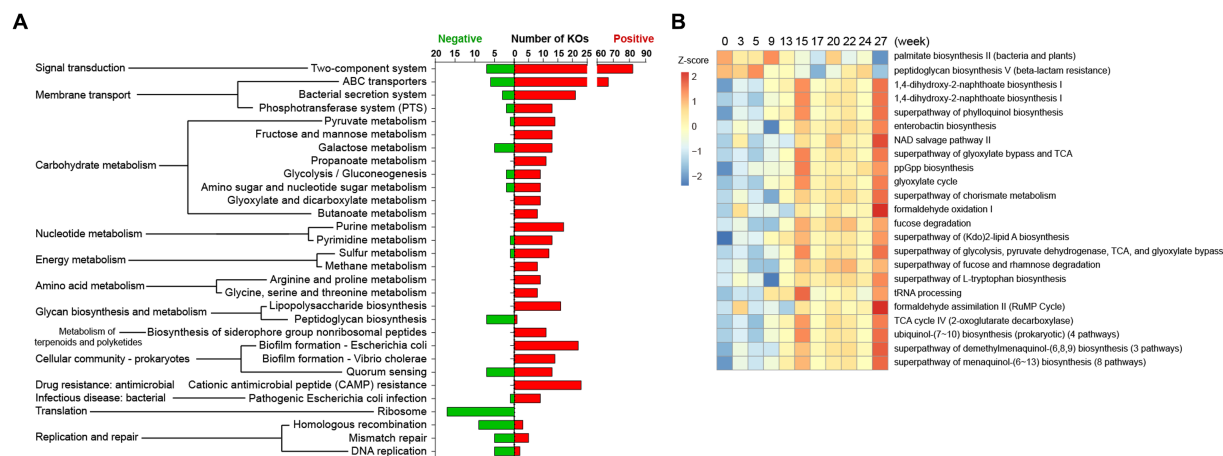 A
Negative Number of KOs Positive
20 15 10 5 0 5 10 15 20 25 60 70 80 90
Signal transduction Two-component system
ABC transporters
Membrane transport Bacterial secretion system
Phosphotransferase system (PTS)
Pyruvate metabolism
Fructose and mannose metabolism
Galactose metabolism
Carbohydrate metabolism Propanoate metabolism
Glycolysis / Gluconeogenesis
Amino sugar and nucleotide sugar metabolism
Glyoxylate and dicarboxylate metabolism
Butanoate metabolism
Nucleotide metabolism Purine metabolism
Pyrimidine metabolism
Energy metabolism Sulfur metabolism
Methane metabolism
Amino acid metabolism Arginine and proline metabolism
Glycine, serine and threonine metabolism
Glycan biosynthesis and metabolism Lipopolysaccharide biosynthesis
Peptidoglycan biosynthesis
Metabolism of terpenoids and polyketides Biosynthesis of siderophore group nonribosomal peptides
Biofilm formation - Escherichia coli
Cellular community - prokaryotes Biofilm formation - Vibrio cholerae
Quorum sensing
Drug resistance: antimicrobial Cationic antimicrobial peptide (CAMP) resistance
Infectious disease: bacterial Pathogenic Escherichia coli infection
Translation Ribosome
Homologous recombination
Replication and repair Mismatch repair
DNA replication
B
0 3 5 9 13 15 17 20 22 24 27 (week)
Z-score
2
1
0
-1
-2
palmitate biosynthesis II (bacteria and plants)
peptidoglycan biosynthesis V (beta-lactam resistance)
1,4-dihydroxy-2-naphthoate biosynthesis I
1,4-dihydroxy-2-naphthoate biosynthesis I
superpathway of phylloquinol biosynthesis
enterobactin biosynthesis
NAD salvage pathway II
superpathway of glyoxylate bypass and TCA
ppGpp biosynthesis
glyoxylate cycle
superpathway of chorismate metabolism
formaldehyde oxidation I
fucose degradation
superpathway of (Kdo)2-lipid A biosynthesis
superpathway of glycolysis, pyruvate dehydrogenase, TCA, and glyoxylate bypass
superpathway of fucose and rhamnose degradation
superpathway of L-tryptophan biosynthesis
tRNA processing
formaldehyde assimilation II (RuMP Cycle)
TCA cycle IV (2-oxoglutarate decarboxylase)
ubiquinol-(7~10) biosynthesis (prokaryotic) (4 pathways)
superpathway of demethylmenaquinol-(6,8,9) biosynthesis (3 pathways)
superpathway of menaquinol-(6~13) biosynthesis (8 pathways)